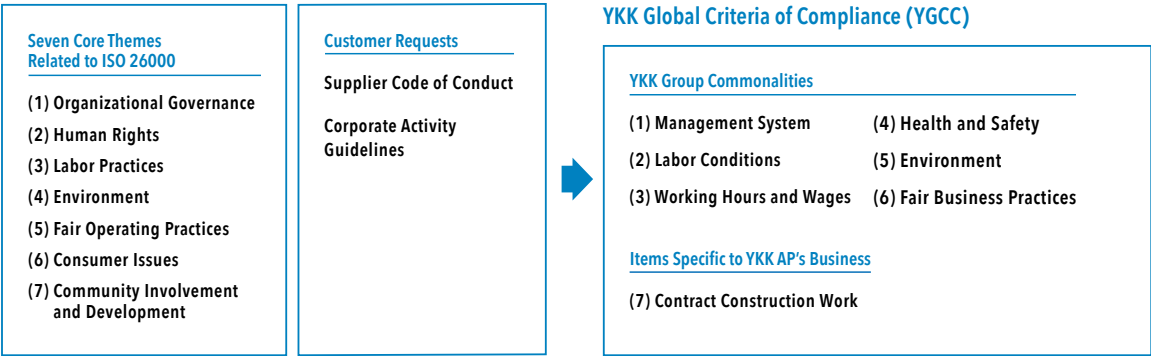 Seven Core Themes
Related to ISO 26000
(1) Organizational Governance
(2) Human Rights
(3) Labor Practices
(4) Environment
(5) Fair Operating Practices
(6) Consumer Issues
(7) Community Involvement
and Development
Customer Requests
Supplier Code of Conduct
Corporate Activity
Guidelines
YKK Global Criteria of Compliance (YGCC)
YKK Group Commonalities
(1) Management System
(2) Labor Conditions
(3) Working Hours and Wages
(4) Health and Safety
(5) Environment
(6) Fair Business Practices
Items Specific to YKK AP's Business
(7) Contract Construction Work